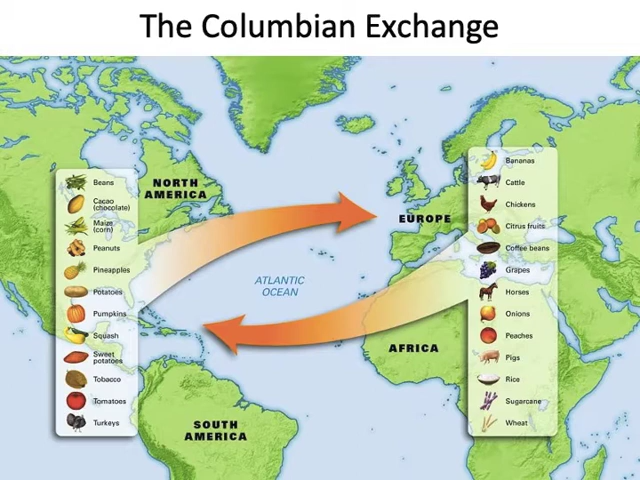 The Columbian Exchange
NORTH
AMERICA
EUROPE
ATLANTIC
OCEAN
AFRICA
SOUTH
AMERICA
Beans
Cacao
(chocolate)
Maize
(corn)
Peanuts
Pineapples
Potatoes
Pumpkins
Squash
Sweet
potatoes
Tobacco
Tomatoes
Turkeys
Bananas
Cattle
Chickens
Citrus fruits
Coffee beans
Grapes
Horses
Onions
Peaches
Pigs
Rice
Sugarcane
Wheat